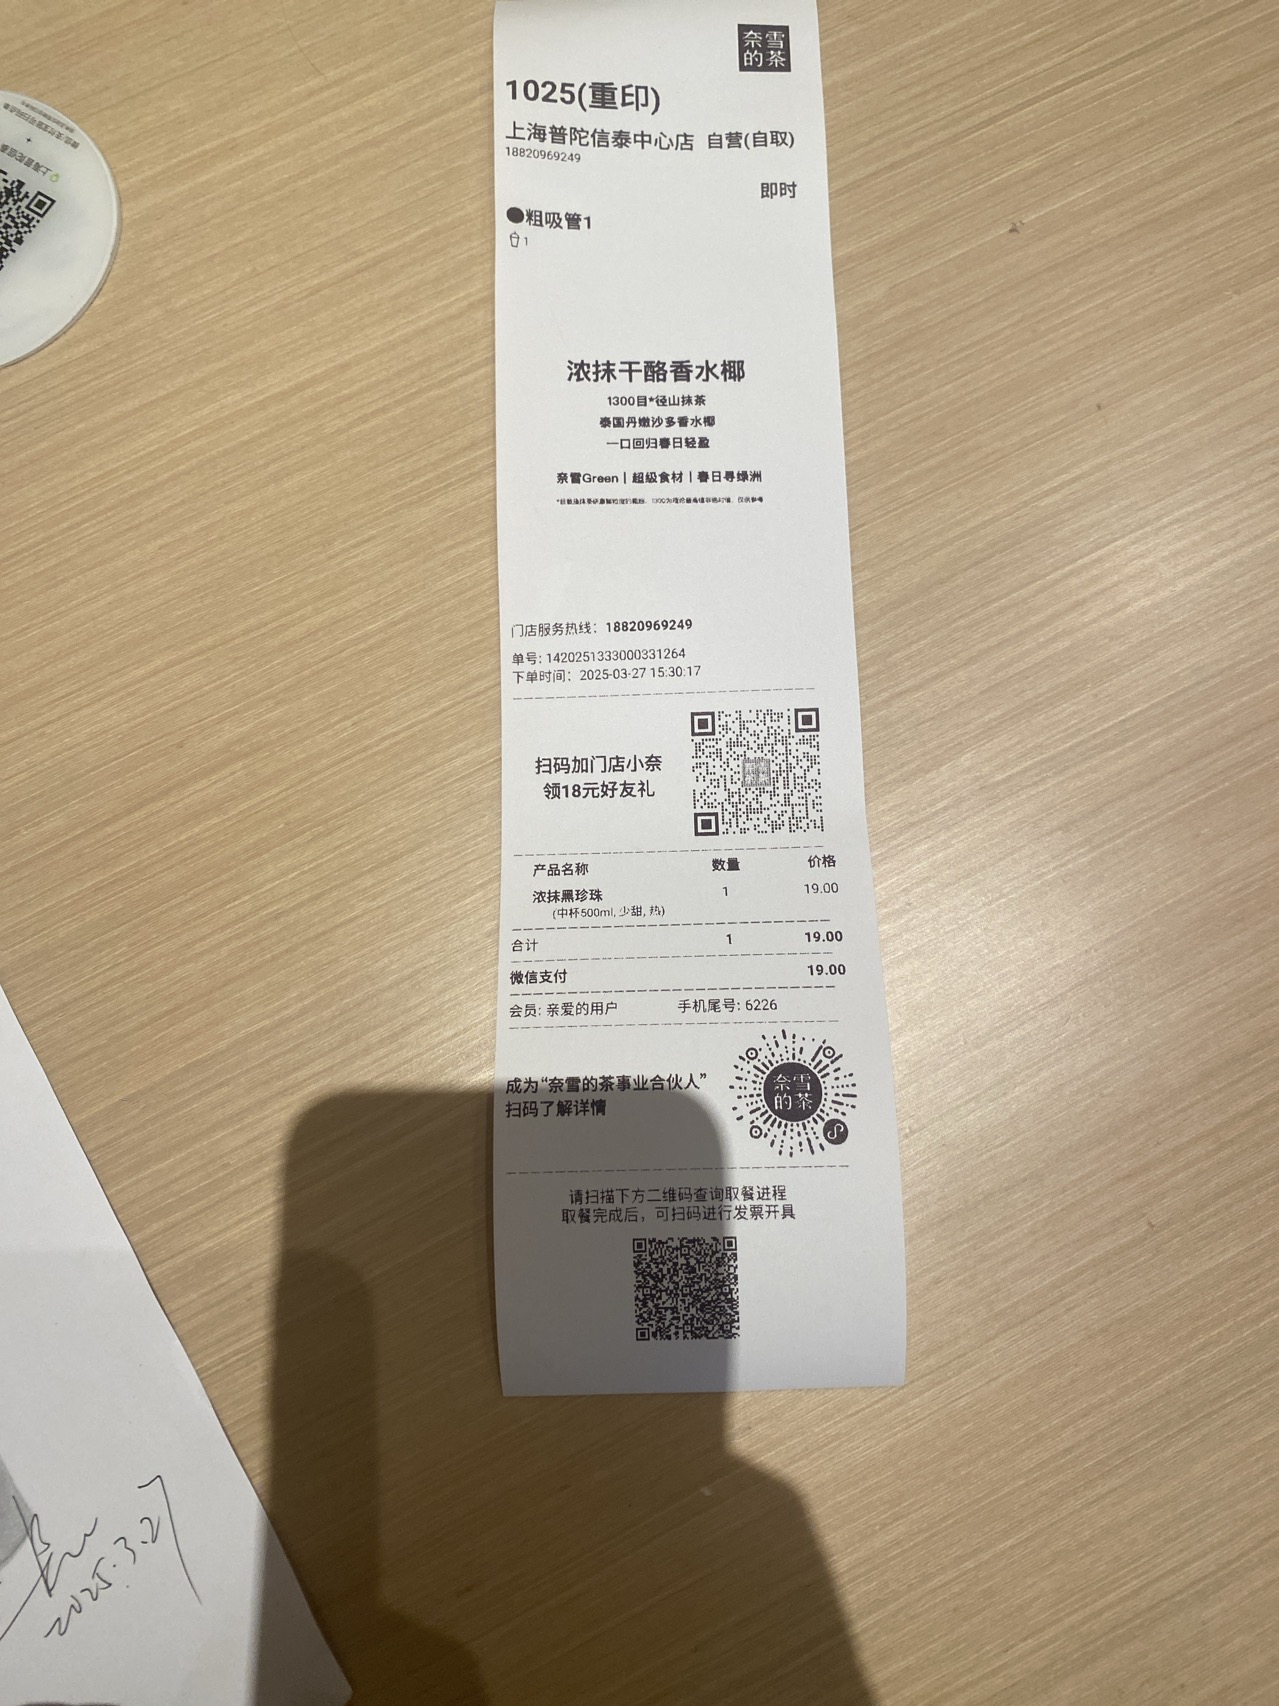 奈雪
的茶
1025(重印)
上海普陀信泰中心店 自营(自取)
18820969249
即时
●粗吸管1
1
浓抹干酪香水椰
1300目*径山抹茶
泰国丹嫩沙多香水椰
一口回归春日轻盈
奈雪Green | 超级食材 | 春日寻绿洲
门店服务热线: 18820969249
单号: 1420251333000331264
下单时间: 2025-03-27 15:30:17
扫码加门店小奈
领18元好友礼
产品名称 数量 价格
浓抹黑珍珠 1 19.00
(中杯500ml, 少甜, 热)
合计 1 19.00
微信支付 19.00
会员: 亲爱的用户 手机尾号: 6226
成为“奈雪的茶事业合伙人”
扫码了解详情
奈雪
的茶
请扫描下方二维码查询取餐进程
取餐完成后，可扫码进行发票开具
2025.3.27